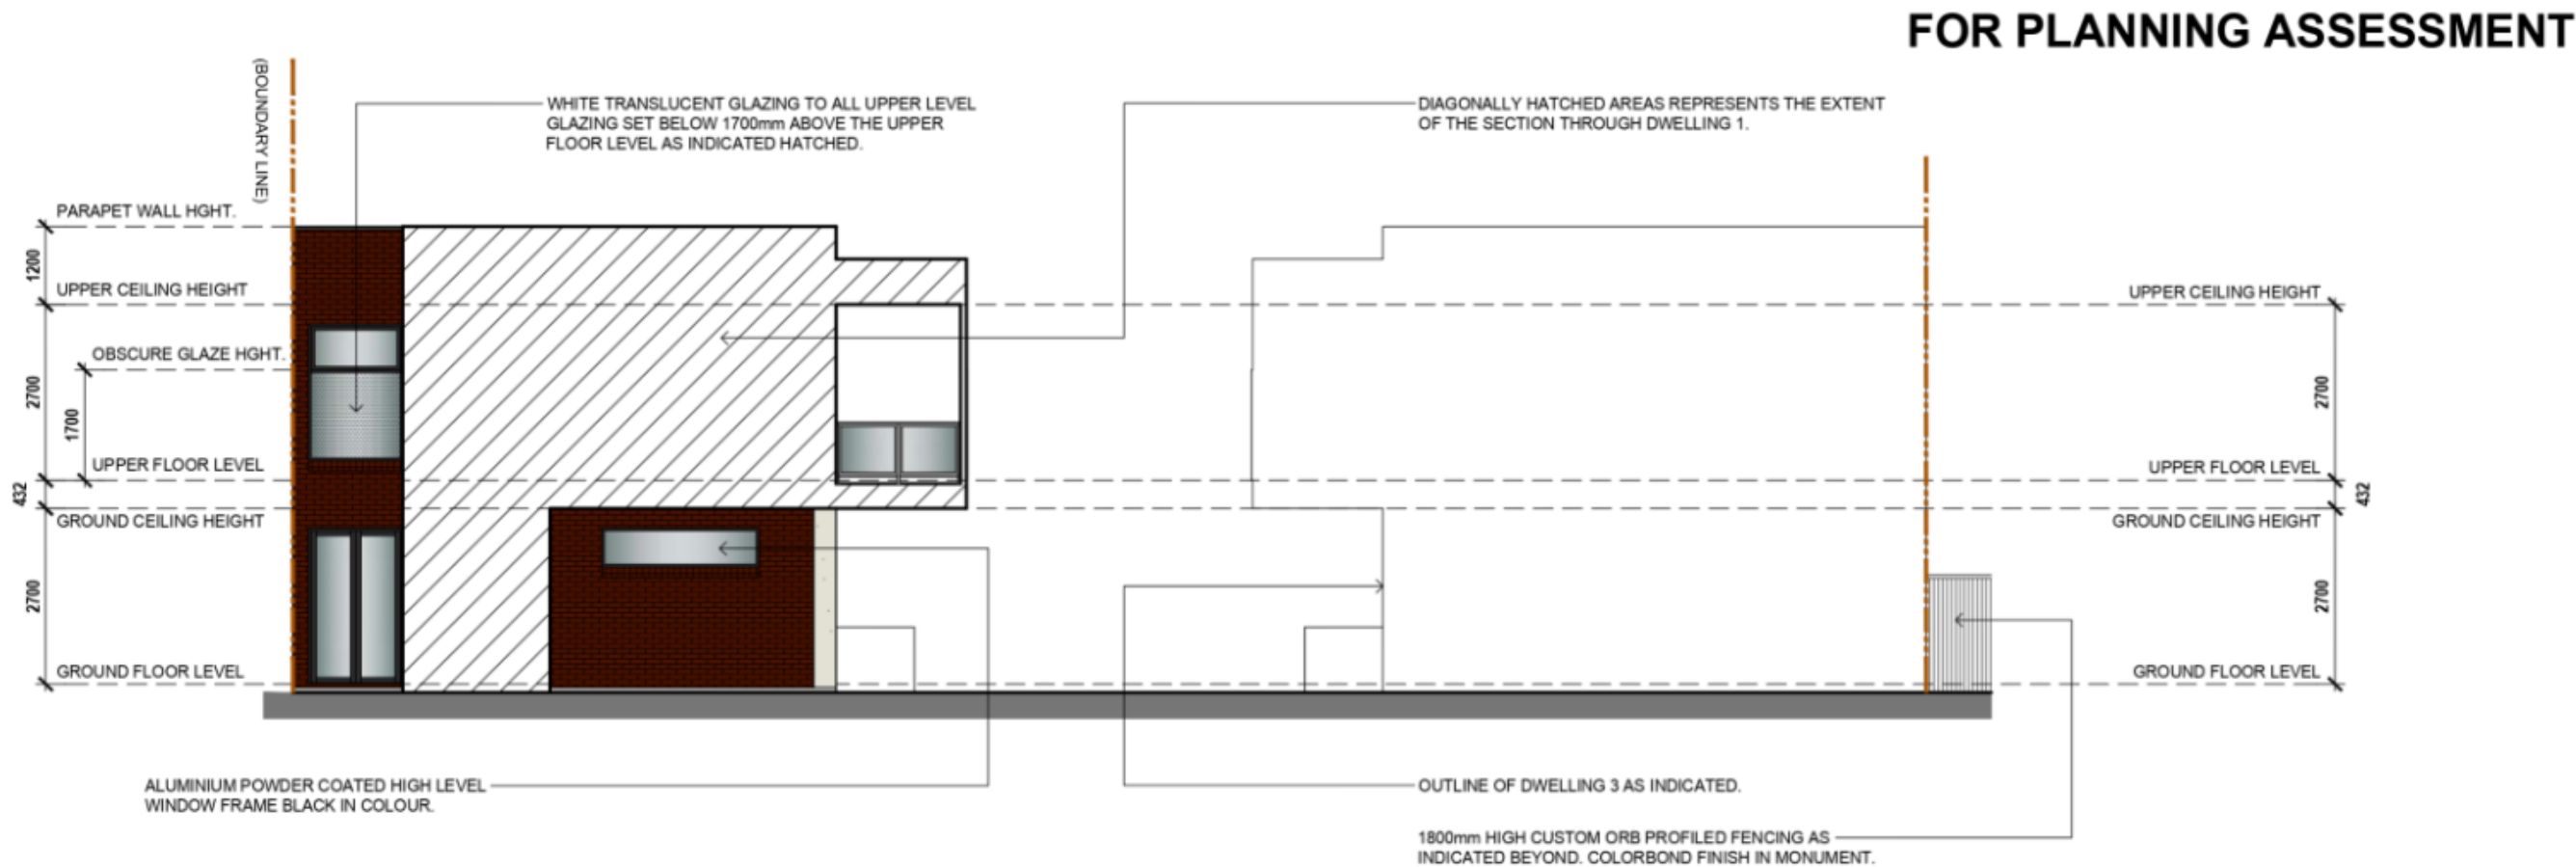 FOR PLANNING ASSESSMENT
(BOUNDARY LINE)
WHITE TRANSLUCENT GLAZING TO ALL UPPER LEVEL
GLAZING SET BELOW 1700mm ABOVE THE UPPER
FLOOR LEVEL AS INDICATED HATCHED.
DIAGONALLY HATCHED AREAS REPRESENTS THE EXTENT
OF THE SECTION THROUGH DWELLING 1.
PARAPET WALL HGHT.
1200
UPPER CEILING HEIGHT
OBSCURE GLAZE HGHT.
2700
1700
UPPER FLOOR LEVEL
432
GROUND CEILING HEIGHT
2700
GROUND FLOOR LEVEL
UPPER CEILING HEIGHT
2700
UPPER FLOOR LEVEL
432
GROUND CEILING HEIGHT
2700
GROUND FLOOR LEVEL
ALUMINIUM POWDER COATED HIGH LEVEL
WINDOW FRAME BLACK IN COLOUR.
OUTLINE OF DWELLING 3 AS INDICATED.
1800mm HIGH CUSTOM ORB PROFILED FENCING AS
INDICATED BEYOND. COLORBOND FINISH IN MONUMENT.